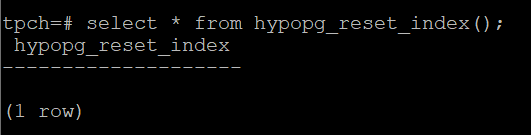 tpch=# select * from hypopg_reset_index();
hypopg_reset_index
--------------------
(1 row)